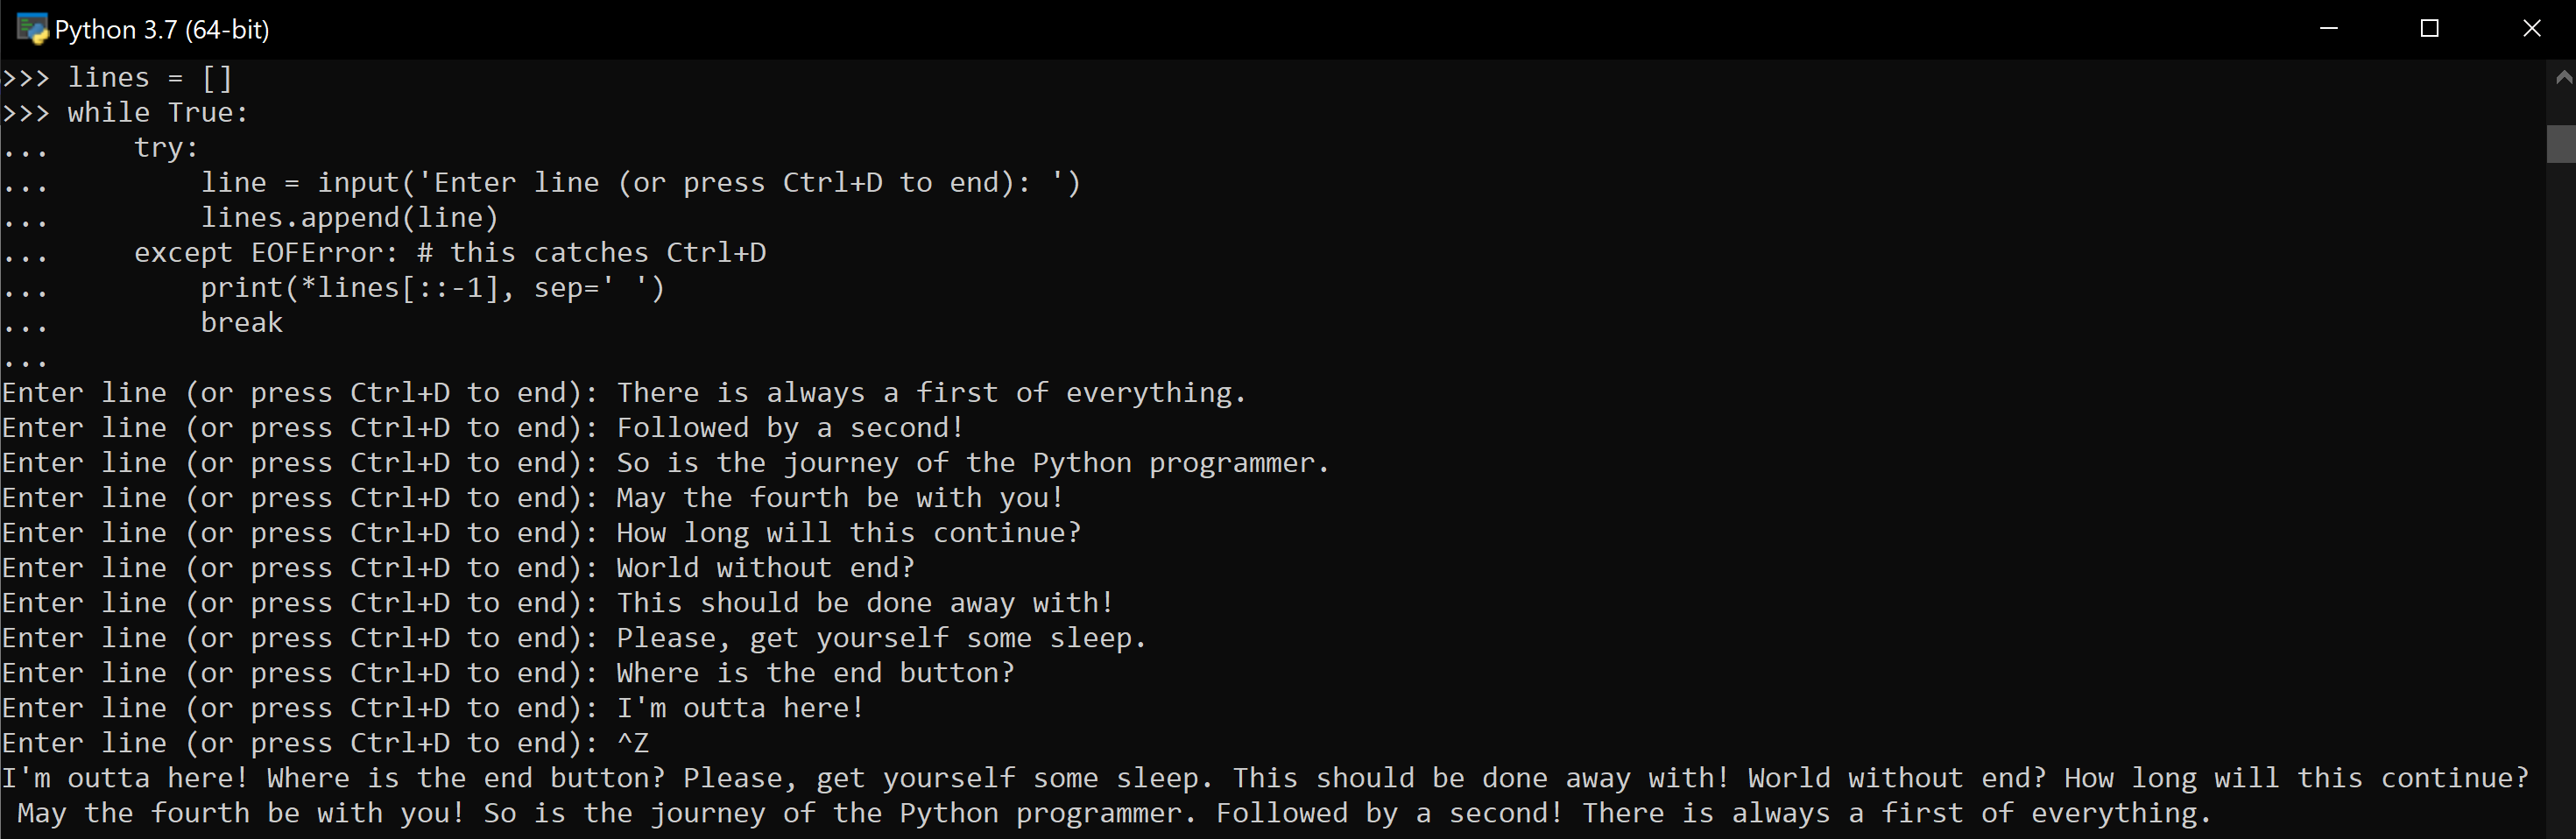 Python 3.7 (64-bit)
>>> lines = []
>>> while True:
...     try:
...         line = input('Enter line (or press Ctrl+D to end): ')
...         lines.append(line)
...     except EOFError: # this catches Ctrl+D
...         print(*lines[::-1], sep=' ')
...         break
...
Enter line (or press Ctrl+D to end): There is always a first of everything.
Enter line (or press Ctrl+D to end): Followed by a second!
Enter line (or press Ctrl+D to end): So is the journey of the Python programmer.
Enter line (or press Ctrl+D to end): May the fourth be with you!
Enter line (or press Ctrl+D to end): How long will this continue?
Enter line (or press Ctrl+D to end): World without end?
Enter line (or press Ctrl+D to end): This should be done away with!
Enter line (or press Ctrl+D to end): Please, get yourself some sleep.
Enter line (or press Ctrl+D to end): Where is the end button?
Enter line (or press Ctrl+D to end): I'm outta here!
Enter line (or press Ctrl+D to end): ^Z
I'm outta here! Where is the end button? Please, get yourself some sleep. This should be done away with! World without end? How long will this continue?
 May the fourth be with you! So is the journey of the Python programmer. Followed by a second! There is always a first of everything.